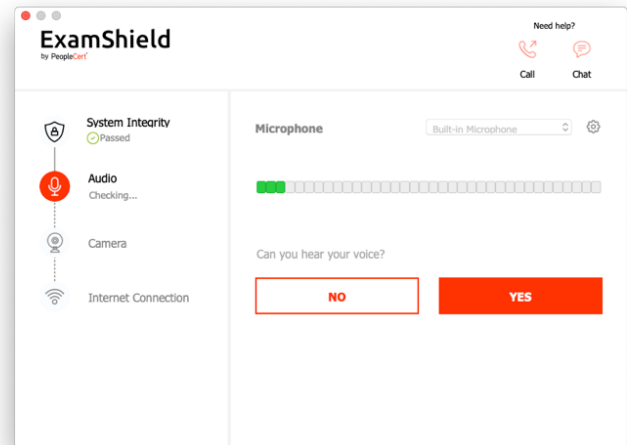 ExamShield
by PeopleCert
Need help?
Call
Chat
System Integrity
Passed
Audio
Checking...
Camera
Internet Connection
Microphone
Built-in Microphone
Can you hear your voice?
NO
YES